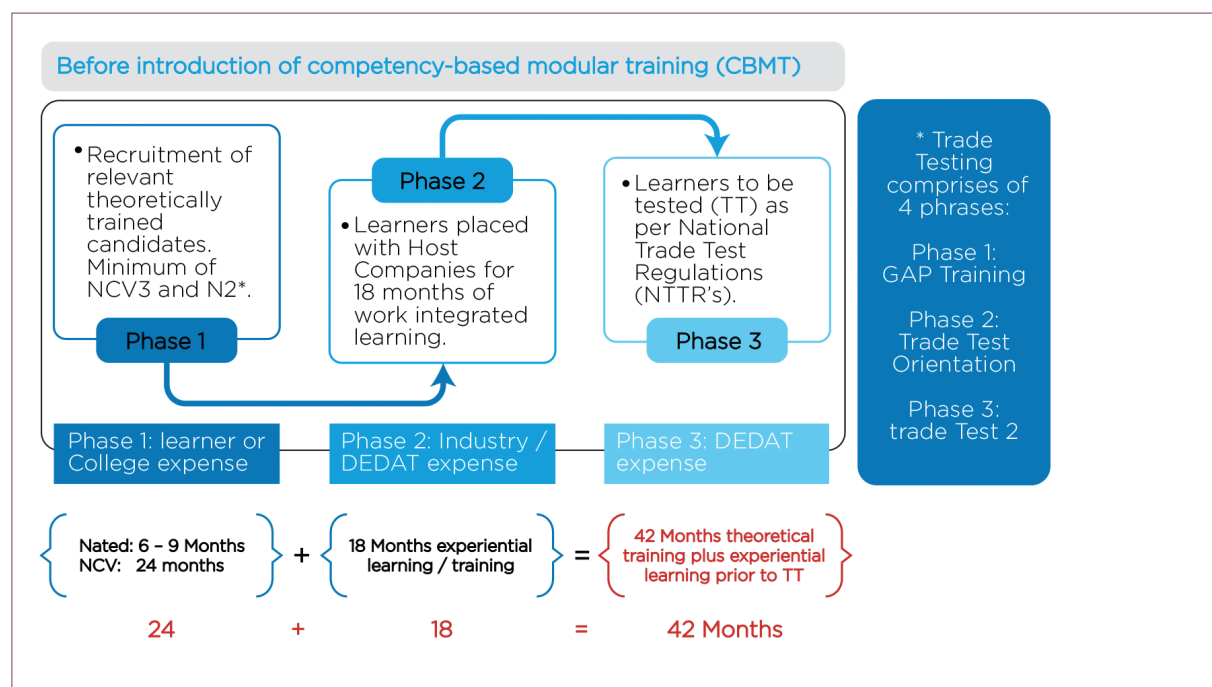 Before introduction of competency-based modular training (CBMT)
• Recruitment of
relevant
theoretically
trained
candidates.
Minimum of
NCV3 and N2*.
Phase 1
Phase 2
• Learners placed
with Host
Companies for
18 months of
work integrated
learning.
• Learners to be
tested (TT) as
per National
Trade Test
Regulations
(NTTR's).
Phase 3
* Trade
Testing
comprises of
4 phrases:
Phase 1:
GAP Training
Phase 2:
Trade Test
Orientation
Phase 3:
trade Test 2
Phase 1: learner or
College expense
Phase 2: Industry /
DEDAT expense
Phase 3: DEDAT
expense
Nated: 6 – 9 Months
NCV: 24 months
+
18 Months experiential
learning / training
=
42 Months theoretical
training plus experiential
learning prior to TT
24 + 18 = 42 Months